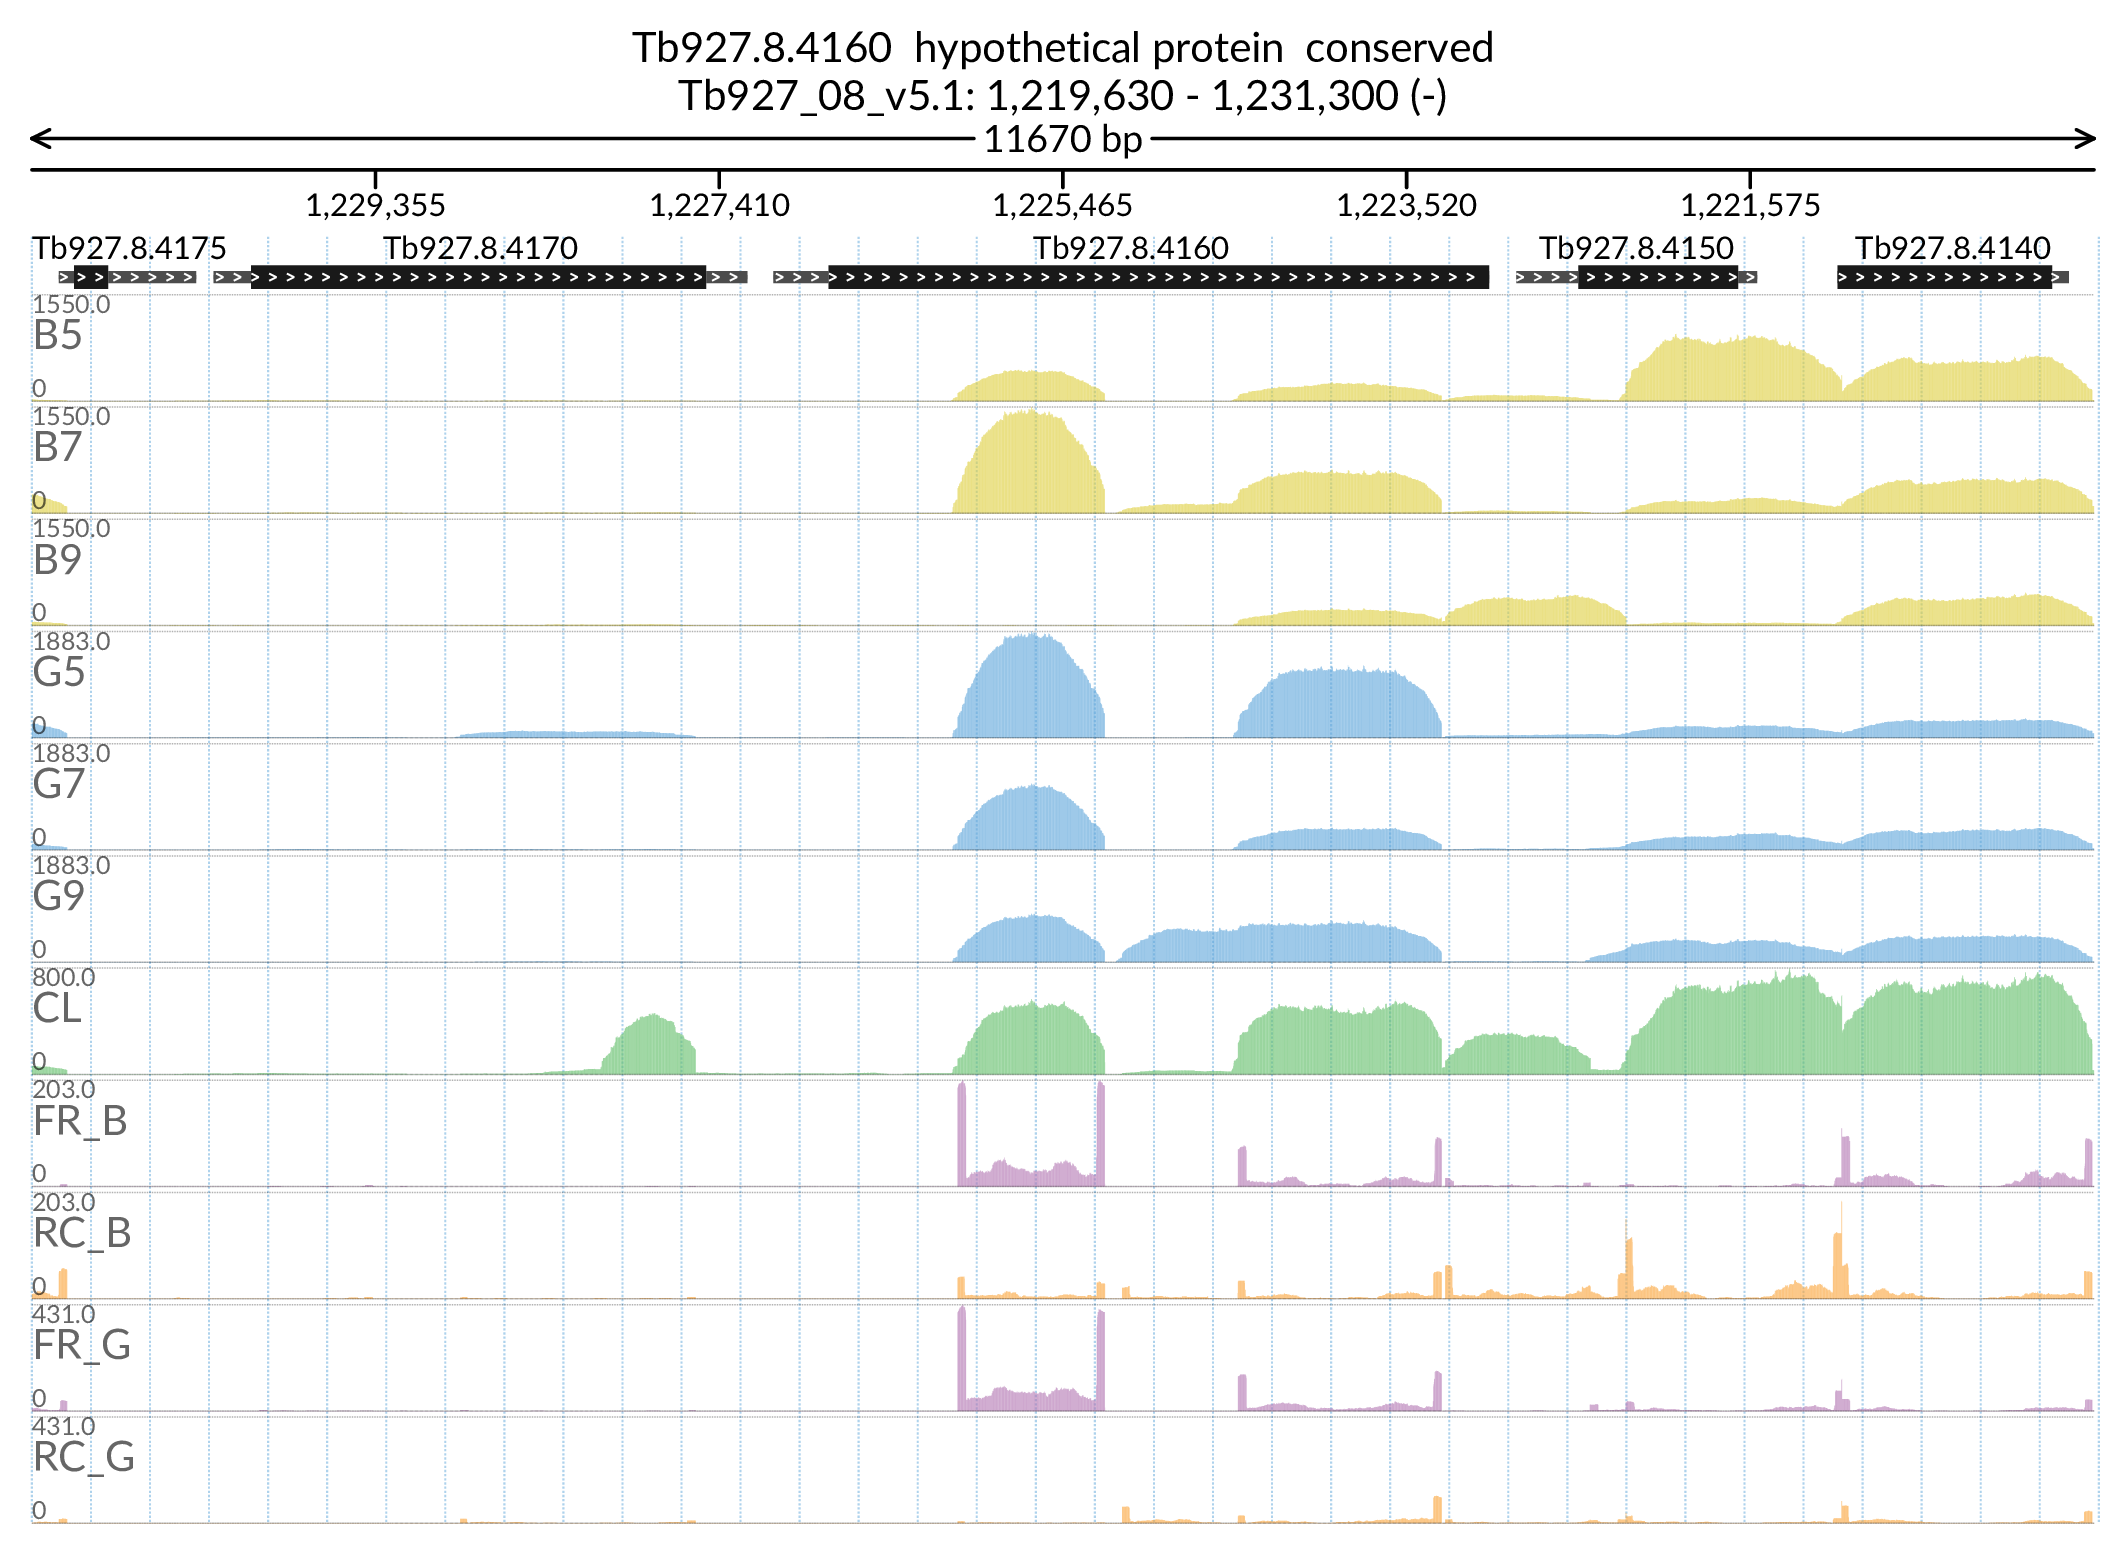 Tb927.8.4160 hypothetical protein conserved
Tb927_08_v5.1: 1,219,630 - 1,231,300 (-)
11670 bp
1,229,355 1,227,410 1,225,465 1,223,520 1,221,575
Tb927.8.4175 Tb927.8.4170 Tb927.8.4160 Tb927.8.4150 Tb927.8.4140
1550.0
B5
0
1550.0
B7
0
1550.0
B9
0
1883.0
G5
0
1883.0
G7
0
1883.0
G9
0
800.0
CL
0
203.0
FR_B
0
203.0
RC_B
0
431.0
FR_G
0
431.0
RC_G
0